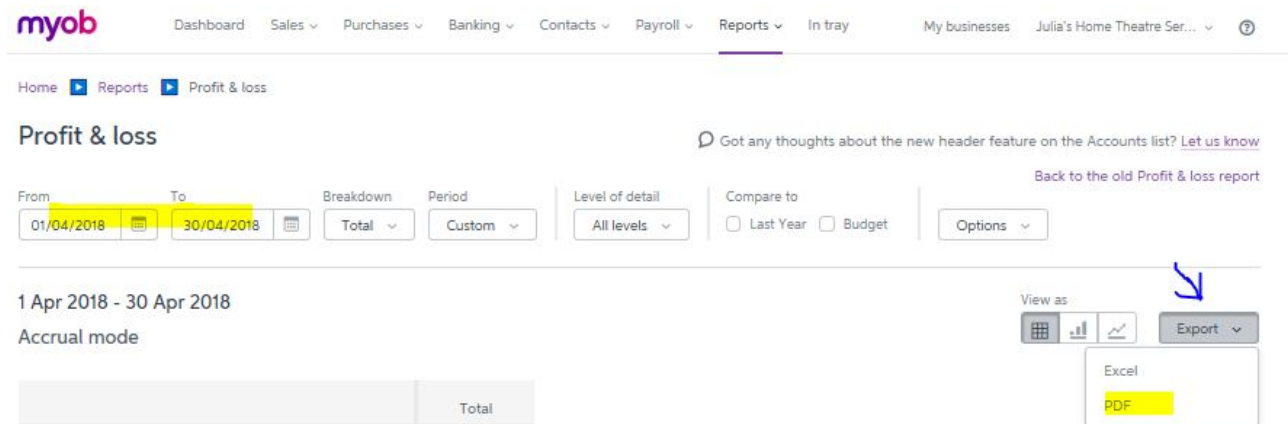 myob Dashboard Sales Purchases Banking Contacts Payroll Reports In tray My businesses Julia's Home Theatre Ser...
Home Reports Profit & loss
Profit & loss
Got any thoughts about the new header feature on the Accounts list? Let us know
Back to the old Profit & loss report
From To Breakdown Period Level of detail Compare to
01/04/2018 30/04/2018 Total Custom All levels Last Year Budget Options
1 Apr 2018 - 30 Apr 2018
View as
Accrual mode
Export
Excel
Total
PDF